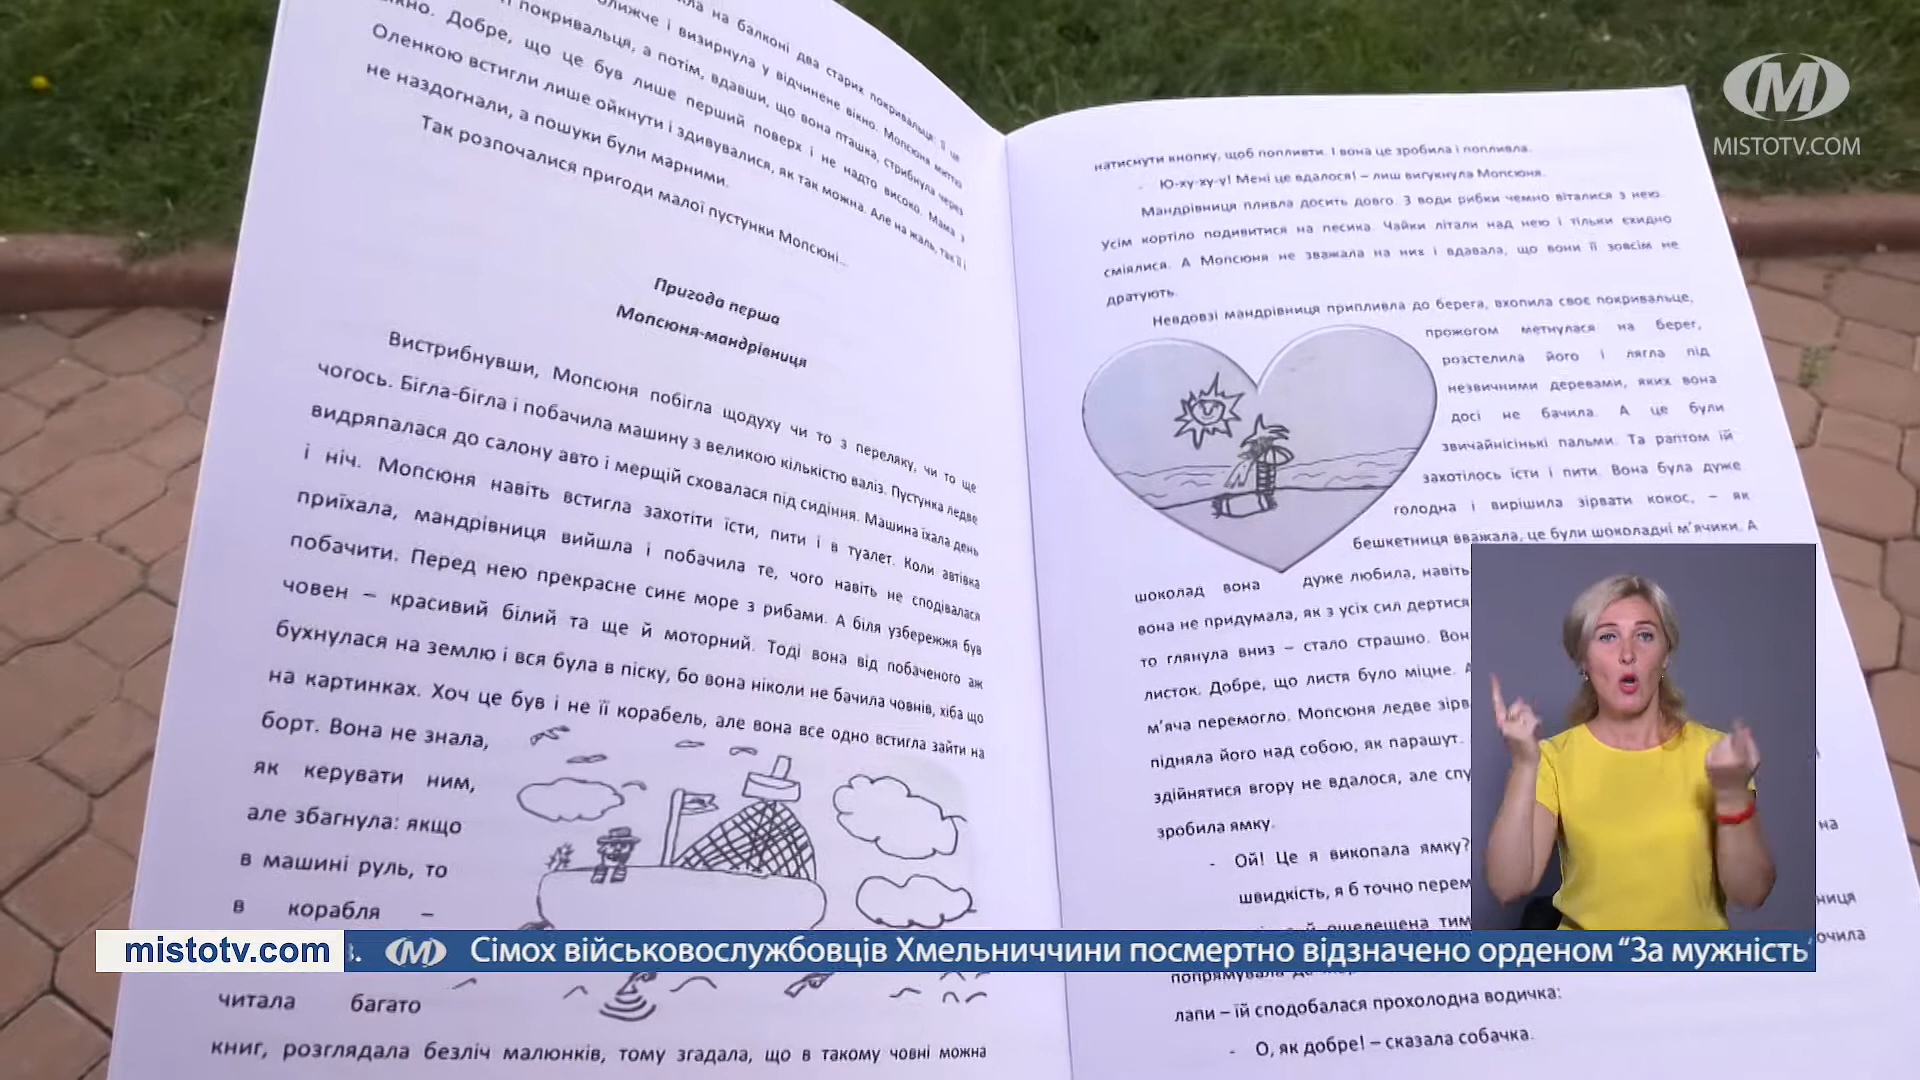 на балконі два старих покривальця:
ближче і визирнула у відчинене вікно. Мопсюня миттю
покривальця, а потім, вдавши, що вона пташка, стрибнула через
вікно. Добре, що це був лише перший поверх і не надто високо. Мама з
Оленкою встигли лише ойкнути і здивувалися, як так можна. Але на жаль, так її і
не наздогнали, а пошуки були марними.
Так розпочалися пригоди малої пустунки Мопсюні...
Пригода перша
Мопсюня-мандрівниця
Вистрибнувши, Мопсюня побігла щодуху чи то з переляку, чи то ще
чогось. Бігла-бігла і побачила машину з великою кількістю валіз. Пустунка ледве
видряпалася до салону авто і мерщій сховалася під сидіння. Машина їхала день
і ніч. Мопсюня навіть встигла захотіти їсти, пити і в туалет. Коли автівка
приїхала, мандрівниця вийшла і побачила те, чого навіть не сподівалася
побачити. Перед нею прекрасне синє море з рибами. А біля узбережжя був
човен – красивий білий та ще й моторний. Тоді вона від побаченого аж
бухнулася на землю і вся була в піску, бо вона ніколи не бачила човнів, хіба що
на картинках. Хоч це був і не її корабель, але вона все одно встигла зайти на
борт. Вона не знала,
як керувати ним,
але збагнула: якщо
в машині руль, то
в корабля –
читала багато
книг, розглядала безліч малюнків, тому згадала, що в такому човні можна
натиснути кнопку, щоб попливти. І вона це зробила і попливла.
- Ю-ху-ху-у! Мені це вдалося! – лиш вигукнула Мопсюня.
Мандрівниця пливла досить довго. З води рибки чемно віталися з нею.
Усім кортіло подивитися на песика. Чайки літали над нею і тільки єхидно
сміялися. А Мопсюня не зважала на них і вдавала, що вони її зовсім не
дратують.
Невдовзі мандрівниця припливла до берега, вхопила своє покривальце,
прожогом метнулася на берег,
розстелила його і лягла під
незвичними деревами, яких вона
досі не бачила. А це були
звичайнісінькі пальми. Та раптом їй
захотілось їсти і пити. Вона була дуже
голодна і вирішила зірвати кокос, – як
бешкетниця вважала, це були шоколадні м'ячики. А
шоколад вона дуже любила, навіть
вона не придумала, як з усіх сил дертися
то глянула вниз – стало страшно. Вон
листок. Добре, що листя було міцне. А
м'яча перемогло. Мопсюня ледве зірв
підняла його над собою, як парашут.
здійнятися вгору не вдалося, але спу
зробила ямку.
на
- Ой! Це я викопала ямку?
швидкість, я б точно перем
ниця
ошелешена тим
очила
попрямувала
лапи – їй сподобалася прохолодна водичка:
- О, як добре! – сказала собачка.
M
MISTOTV.COM
mistotv.com
в. M Сімох військовослужбовців Хмельниччини посмертно відзначено орденом “За мужність”